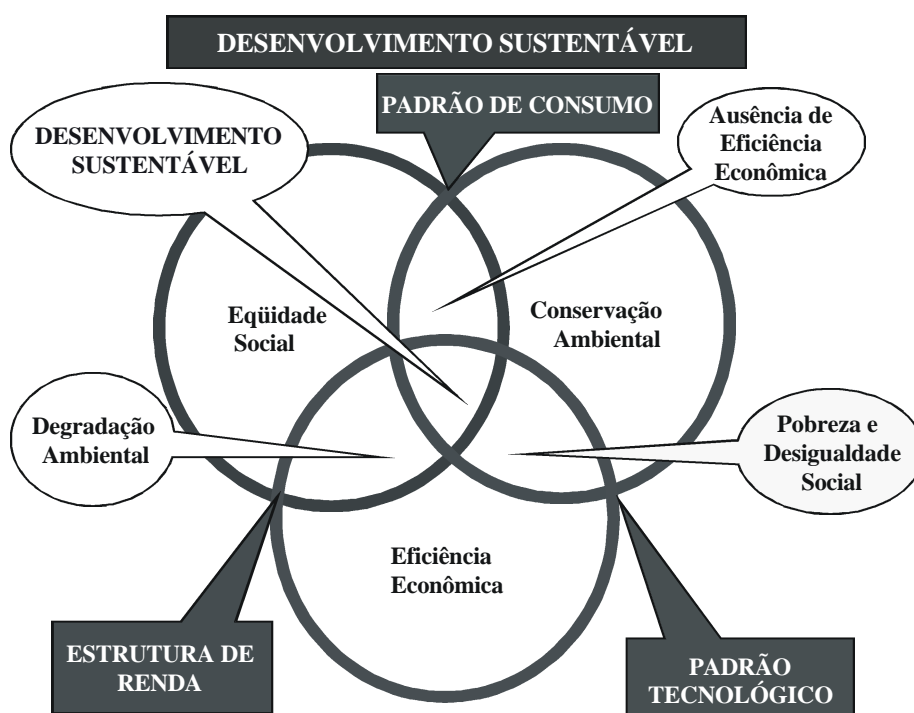 DESENVOLVIMENTO SUSTENTÁVEL
PADRÃO DE CONSUMO
DESENVOLVIMENTO
SUSTENTÁVEL
Ausência de
Eficiência
Econômica
Eqüidade
Social
Conservação
Ambiental
Degradação
Ambiental
Pobreza e
Desigualdade
Social
Eficiência
Econômica
ESTRUTURA DE
RENDA
PADRÃO
TECNOLÓGICO